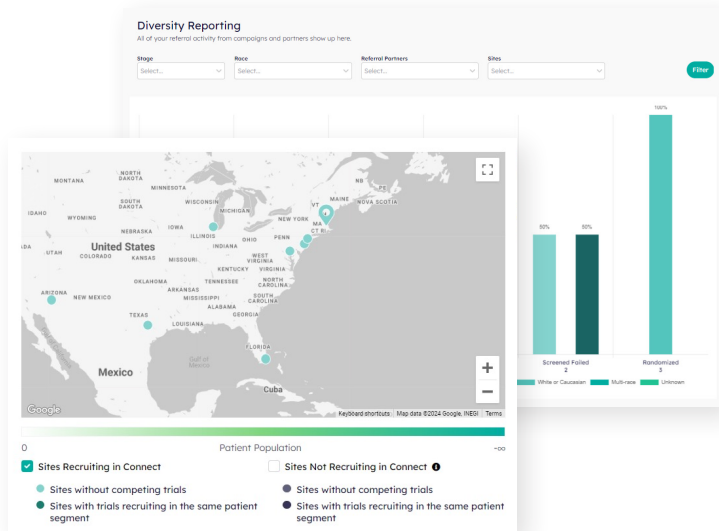 Diversity Reporting
All of your referral activity from campaigns and partners show up here.
Stage Race Referral Partners Sites
Select... Select... Select... Select... Filter
100%
50% 50%
Screened Failed Randomized
2 3
White or Caucasian Multi-race Unknown
NORTH DAKOTA
MONTANA
MINNESOTA
NB
PE
SOUTH DAKOTA
WISCONSIN
MICHIGAN
VT
MAINE
NOVA SCOTIA
IDAHO
WYOMING
NEW YORK
MA
CT RI
NEBRASKA
IOWA
ILLINOIS
INDIANA
OHIO
PENN
United States
UTAH
COLORADO
KANSAS
MISSOURI
WEST VIRGINIA
KENTUCKY
VIRGINIA
OKLAHOMA
TENNESSEE
NORTH CAROLINA
ARIZONA
NEW MEXICO
ARKANSAS
MISSISSIPPI
SOUTH CAROLINA
ALABAMA
TEXAS
GEORGIA
LOUISIANA
FLORIDA
Gulf of Mexico
Mexico
Cuba
Google
Keyboard shortcuts Map data ©2024 Google, INEGI Terms
0 Patient Population -∞
Sites Recruiting in Connect Sites Not Recruiting in Connect
Sites without competing trials Sites without competing trials
Sites with trials recruiting in the same patient Sites with trials recruiting in the same patient
segment segment